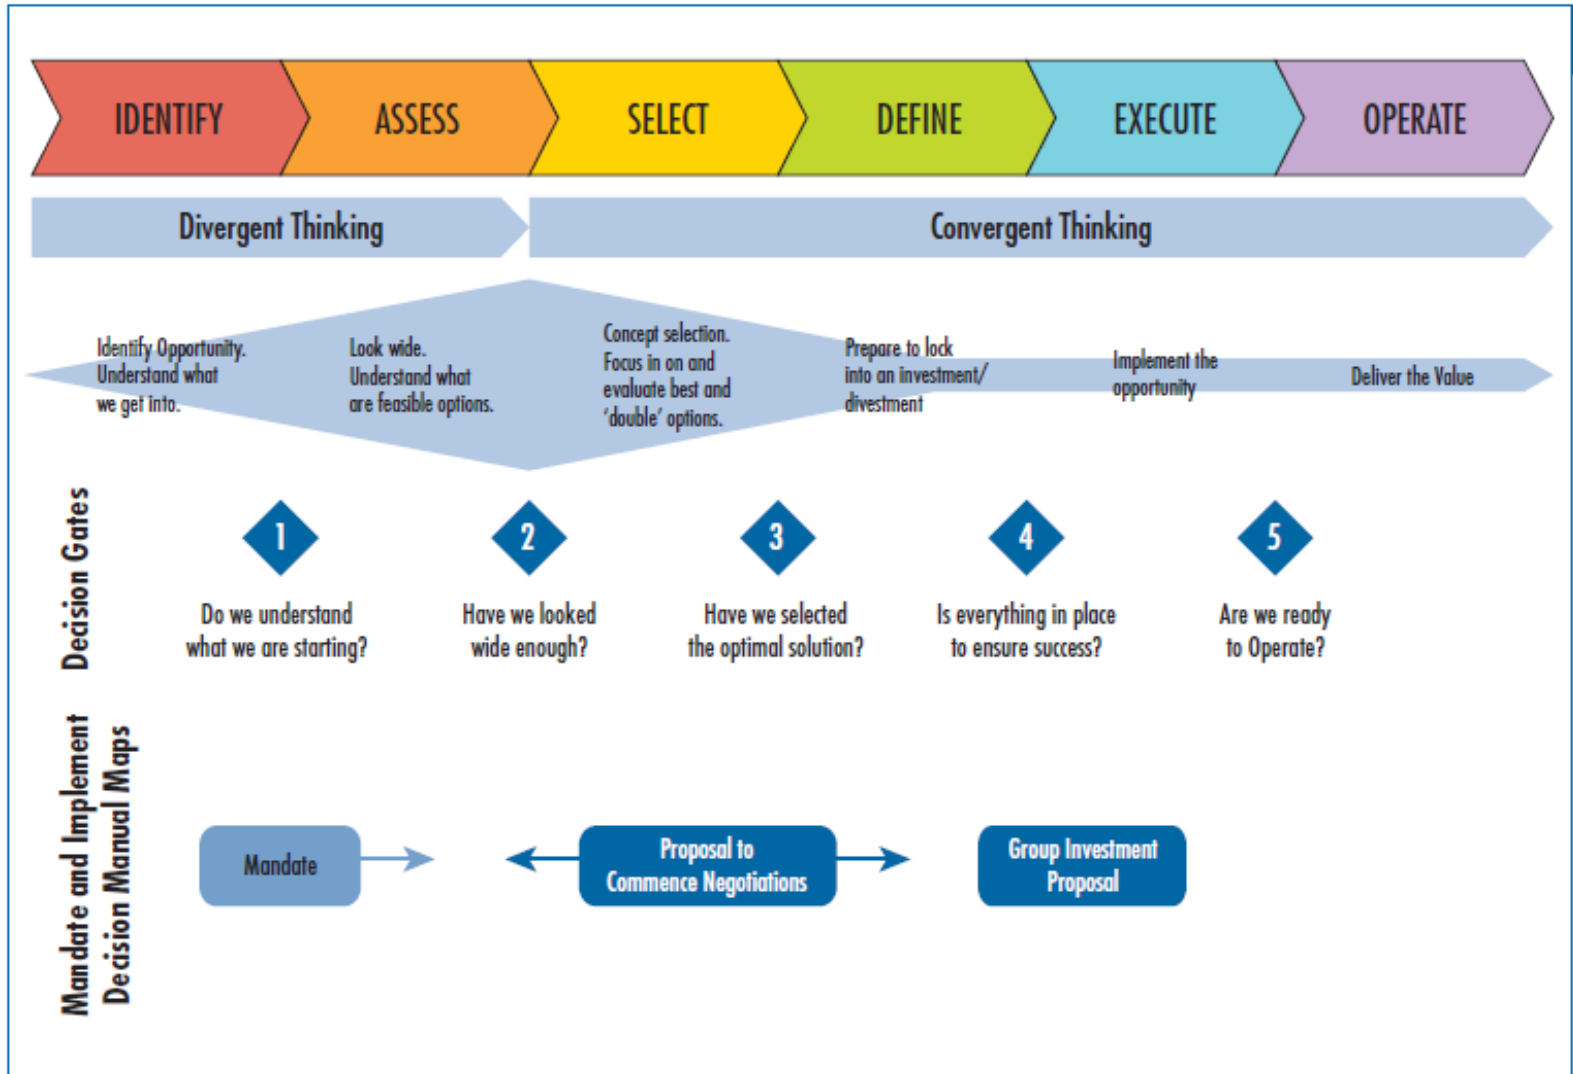 IDENTIFY
ASSESS
SELECT
DEFINE
EXECUTE
OPERATE
Divergent Thinking
Convergent Thinking
Identify Opportunity.
Understand what
we get into.
Look wide.
Understand what
are feasible options.
Concept selection.
Focus in on and
evaluate best and
‘double’ options.
Prepare to lock
into an investment/
divestment
Implement the
opportunity
Deliver the Value
Decision Gates
1
Do we understand
what we are starting?
2
Have we looked
wide enough?
3
Have we selected
the optimal solution?
4
Is everything in place
to ensure success?
5
Are we ready
to Operate?
Mandate and Implement
Decision Manual Maps
Mandate
Proposal to
Commence Negotiations
Group Investment
Proposal